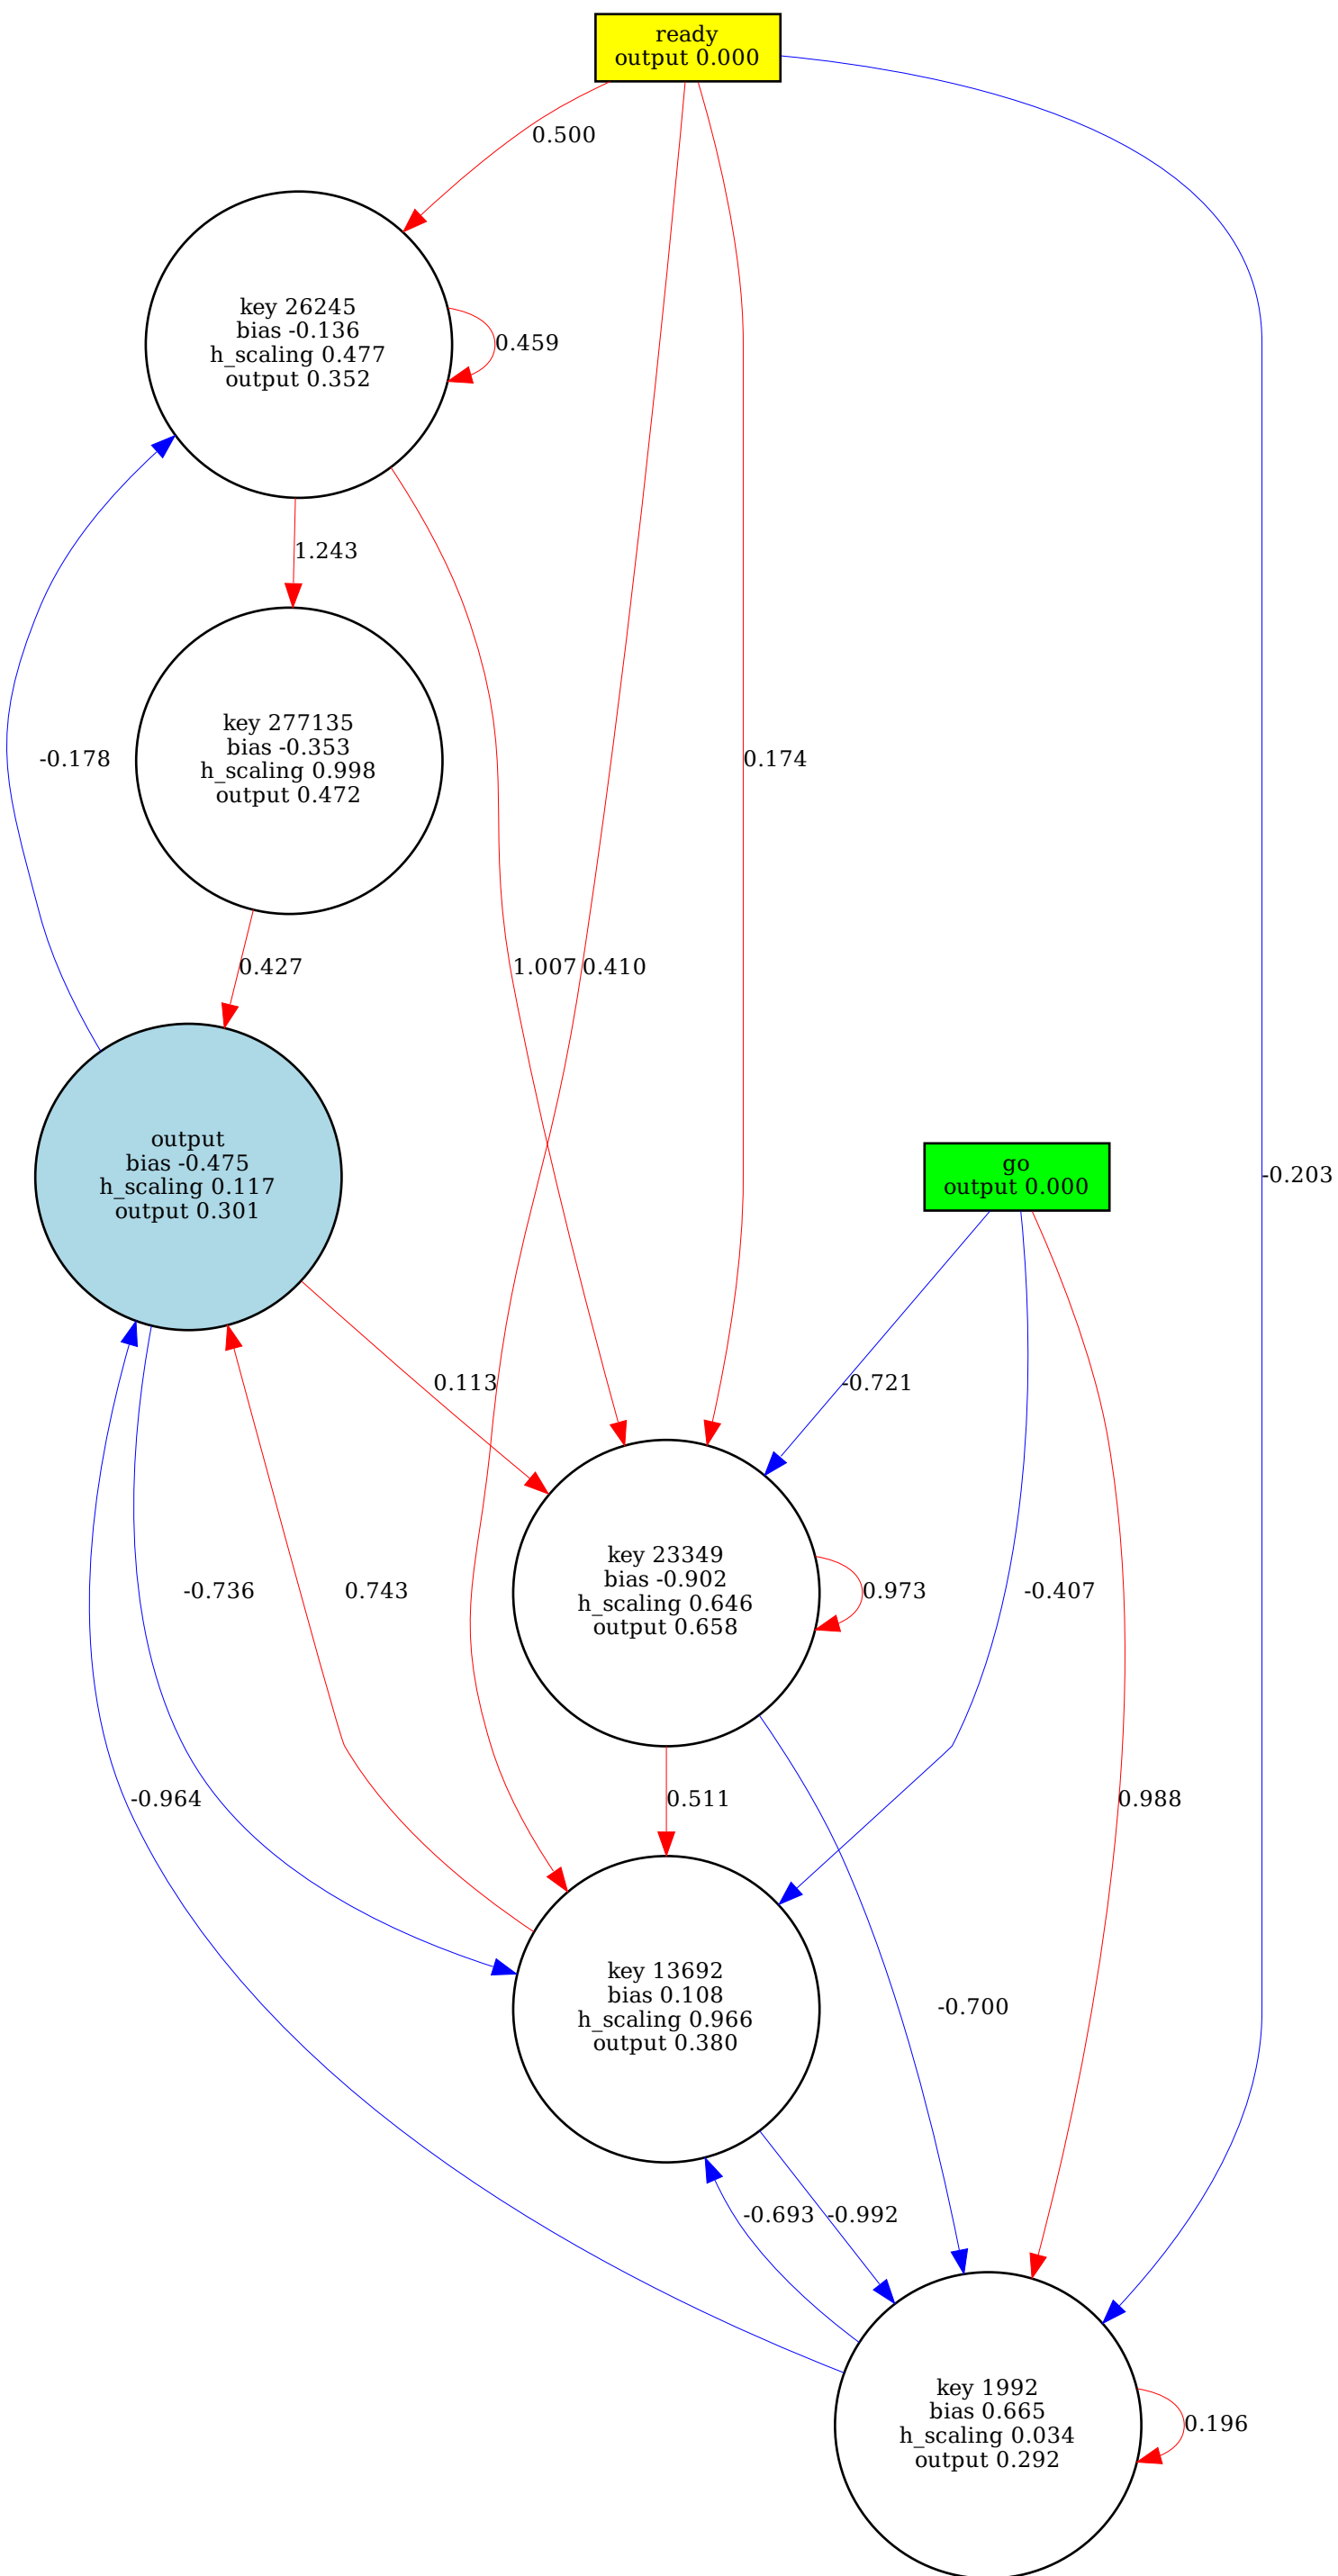 ready
output 0.000
0.500
key 26245
bias -0.136
h_scaling 0.477
output 0.352
0.459
1.243
key 277135
bias -0.353
h_scaling 0.998
output 0.472
-0.178
0.174
0.427
1.007
0.410
output
bias -0.475
h_scaling 0.117
output 0.301
go
output 0.000
-0.203
0.113
-0.721
key 23349
bias -0.902
h_scaling 0.646
output 0.658
-0.736
0.743
0.973
-0.407
-0.964
0.511
0.988
key 13692
bias 0.108
h_scaling 0.966
output 0.380
-0.700
-0.693
-0.992
key 1992
bias 0.665
h_scaling 0.034
output 0.292
0.196